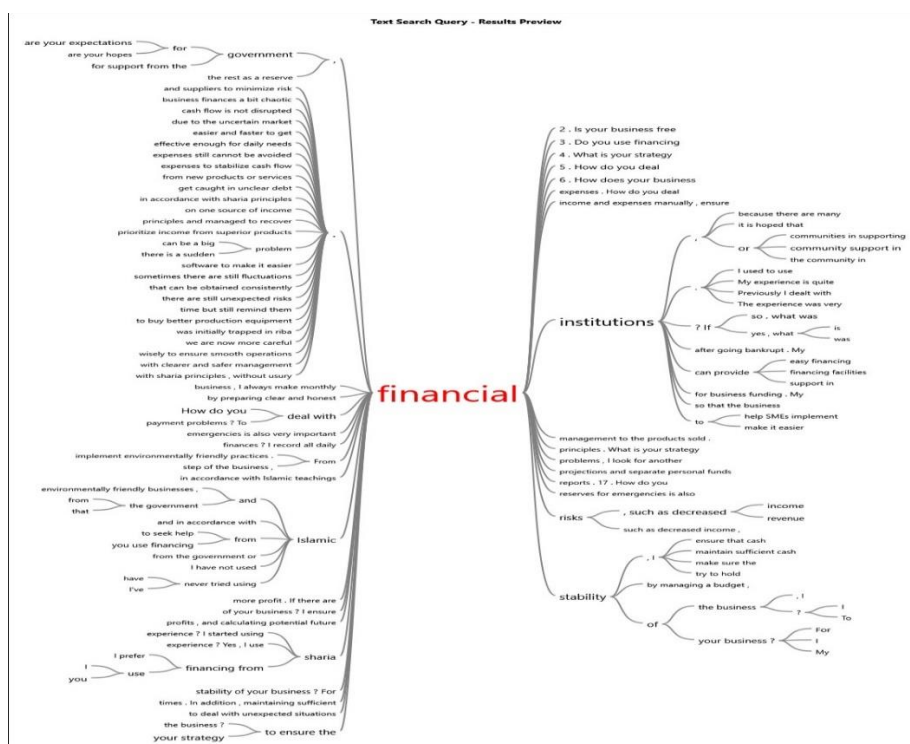 Text Search Query - Results Preview
are your expectations
are your hopes
for
for support from the
government
the rest as a reserve
,
and suppliers to minimize risk
business finances a bit chaotic
cash flow is not disrupted
due to the uncertain market
easier and faster to get
effective enough for daily needs
expenses still cannot be avoided
expenses to stabilize cash flow
from new products or services
get caught in unclear debt
in accordance with sharia principles
on one source of income
principles and managed to recover
prioritize income from superior products
can be a big
there is a sudden
problem
software to make it easier
sometimes there are still fluctuations
that can be obtained consistently
there are still unexpected risks
time but still remind them
to buy better production equipment
was initially trapped in riba
we are now more careful
wisely to ensure smooth operations
with clearer and safer management
with sharia principles , without usury
.
business , I always make monthly
by preparing clear and honest
How do you
payment problems ? To
deal with
emergencies is also very important
finances ? I record all daily
implement environmentally friendly practices .
step of the business ,
From
in accordance with Islamic teachings
environmentally friendly businesses ,
from
that
the government
and
and in accordance with
to seek help
you use financing
from
from the government or
I have not used
have
I've
never tried using
Islamic
more profit . If there are
of your business ? I ensure
profits , and calculating potential future
experience ? I started using
experience ? Yes , I use
I prefer
I
you
use
financing from
sharia
stability of your business ? For
times . In addition , maintaining sufficient
to deal with unexpected situations
the business ?
your strategy
to ensure the
financial
2 . Is your business free
3 . Do you use financing
4 . What is your strategy
5 . How do you deal
6 . How does your business
expenses . How do you deal
income and expenses manually , ensure
institutions
,
because there are many
it is hoped that
or
communities in supporting
community support in
the community in
.
I used to use
My experience is quite
Previously I dealt with
The experience was very
? If
so . what was
yes , what
is
was
after going bankrupt . My
can provide
easy financing
financing facilities
support in
for business funding . My
so that the business
to
help SMEs implement
make it easier
management to the products sold .
principles . What is your strategy
problems , I look for another
projections and separate personal funds
reports . 17 . How do you
reserves for emergencies is also
risks
, such as decreased
income
revenue
such as decreased income ,
stability
, I
ensure that cash
maintain sufficient cash
make sure the
try to hold
by managing a budget ,
of
the business
, I
?
I
To
your business ?
For
I
My